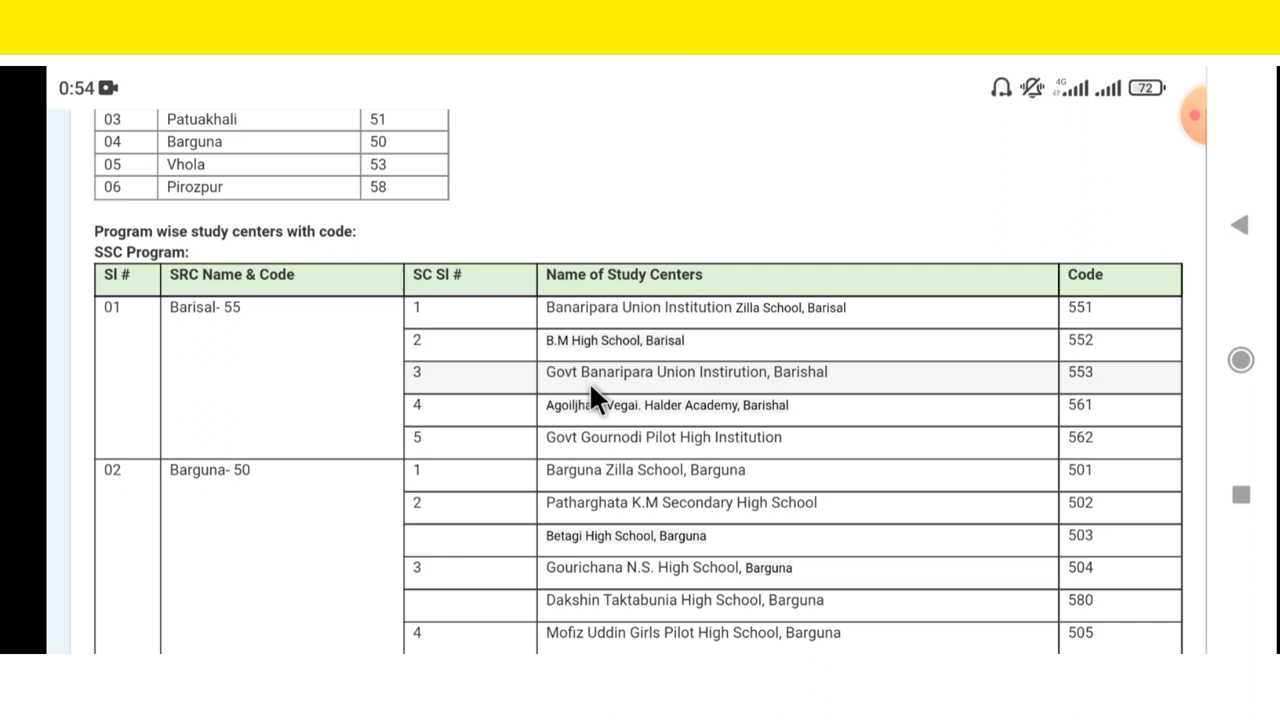 0:54 4G 72
03 Patuakhali 51
04 Barguna 50
05 Vhola 53
06 Pirozpur 58
Program wise study centers with code:
SSC Program:
Sl # SRC Name & Code SC Sl # Name of Study Centers Code
01 Barisal- 55 1 Banaripara Union Institution Zilla School, Barisal 551
2 B.M High School, Barisal 552
3 Govt Banaripara Union Instirution, Barishal 553
4 Vegai. Halder Academy, Barishal 561
5 Govt Gournodi Pilot High Institution 562
02 Barguna- 50 1 Barguna Zilla School, Barguna 501
2 Patharghata K.M Secondary High School 502
Betagi High School, Barguna 503
3 Gourichana N.S. High School, Barguna 504
Dakshin Taktabunia High School, Barguna 580
4 Mofiz Uddin Girls Pilot High School, Barguna 505